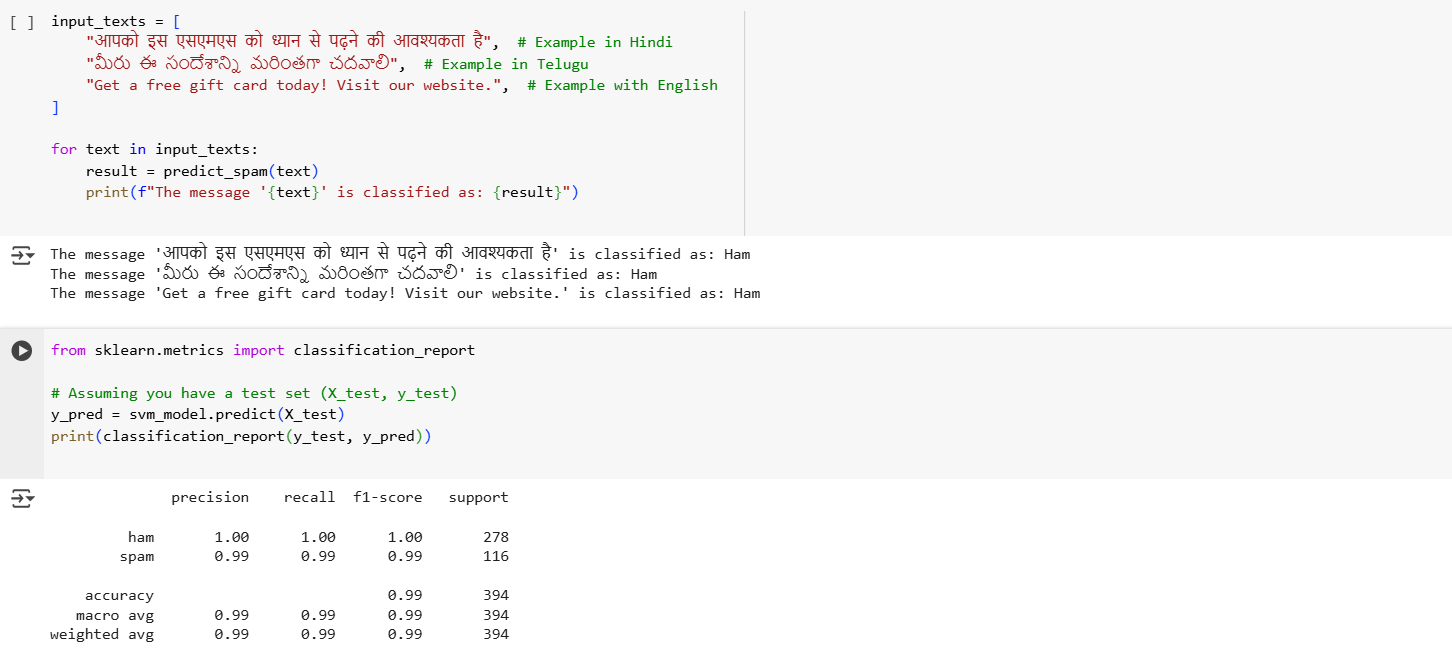 [ ] input_texts = [
"आपको इस एसएमएस को ध्यान से पढ़ने की आवश्यकता है", # Example in Hindi
"మీరు ఈ సందేశాన్ని మరింతగా చదవాలి", # Example in Telugu
"Get a free gift card today! Visit our website.", # Example with English
]
for text in input_texts:
result = predict_spam(text)
print(f"The message '{text}' is classified as: {result}")
The message 'आपको इस एसएमएस को ध्यान से पढ़ने की आवश्यकता है' is classified as: Ham
The message 'మీరు ఈ సందేశాన్ని మరింతగా చదవాలి' is classified as: Ham
The message 'Get a free gift card today! Visit our website.' is classified as: Ham
from sklearn.metrics import classification_report
# Assuming you have a test set (X_test, y_test)
y_pred = svm_model.predict(X_test)
print(classification_report(y_test, y_pred))
precision recall f1-score support
ham 1.00 1.00 1.00 278
spam 0.99 0.99 0.99 116
accuracy 0.99 394
macro avg 0.99 0.99 0.99 394
weighted avg 0.99 0.99 0.99 394